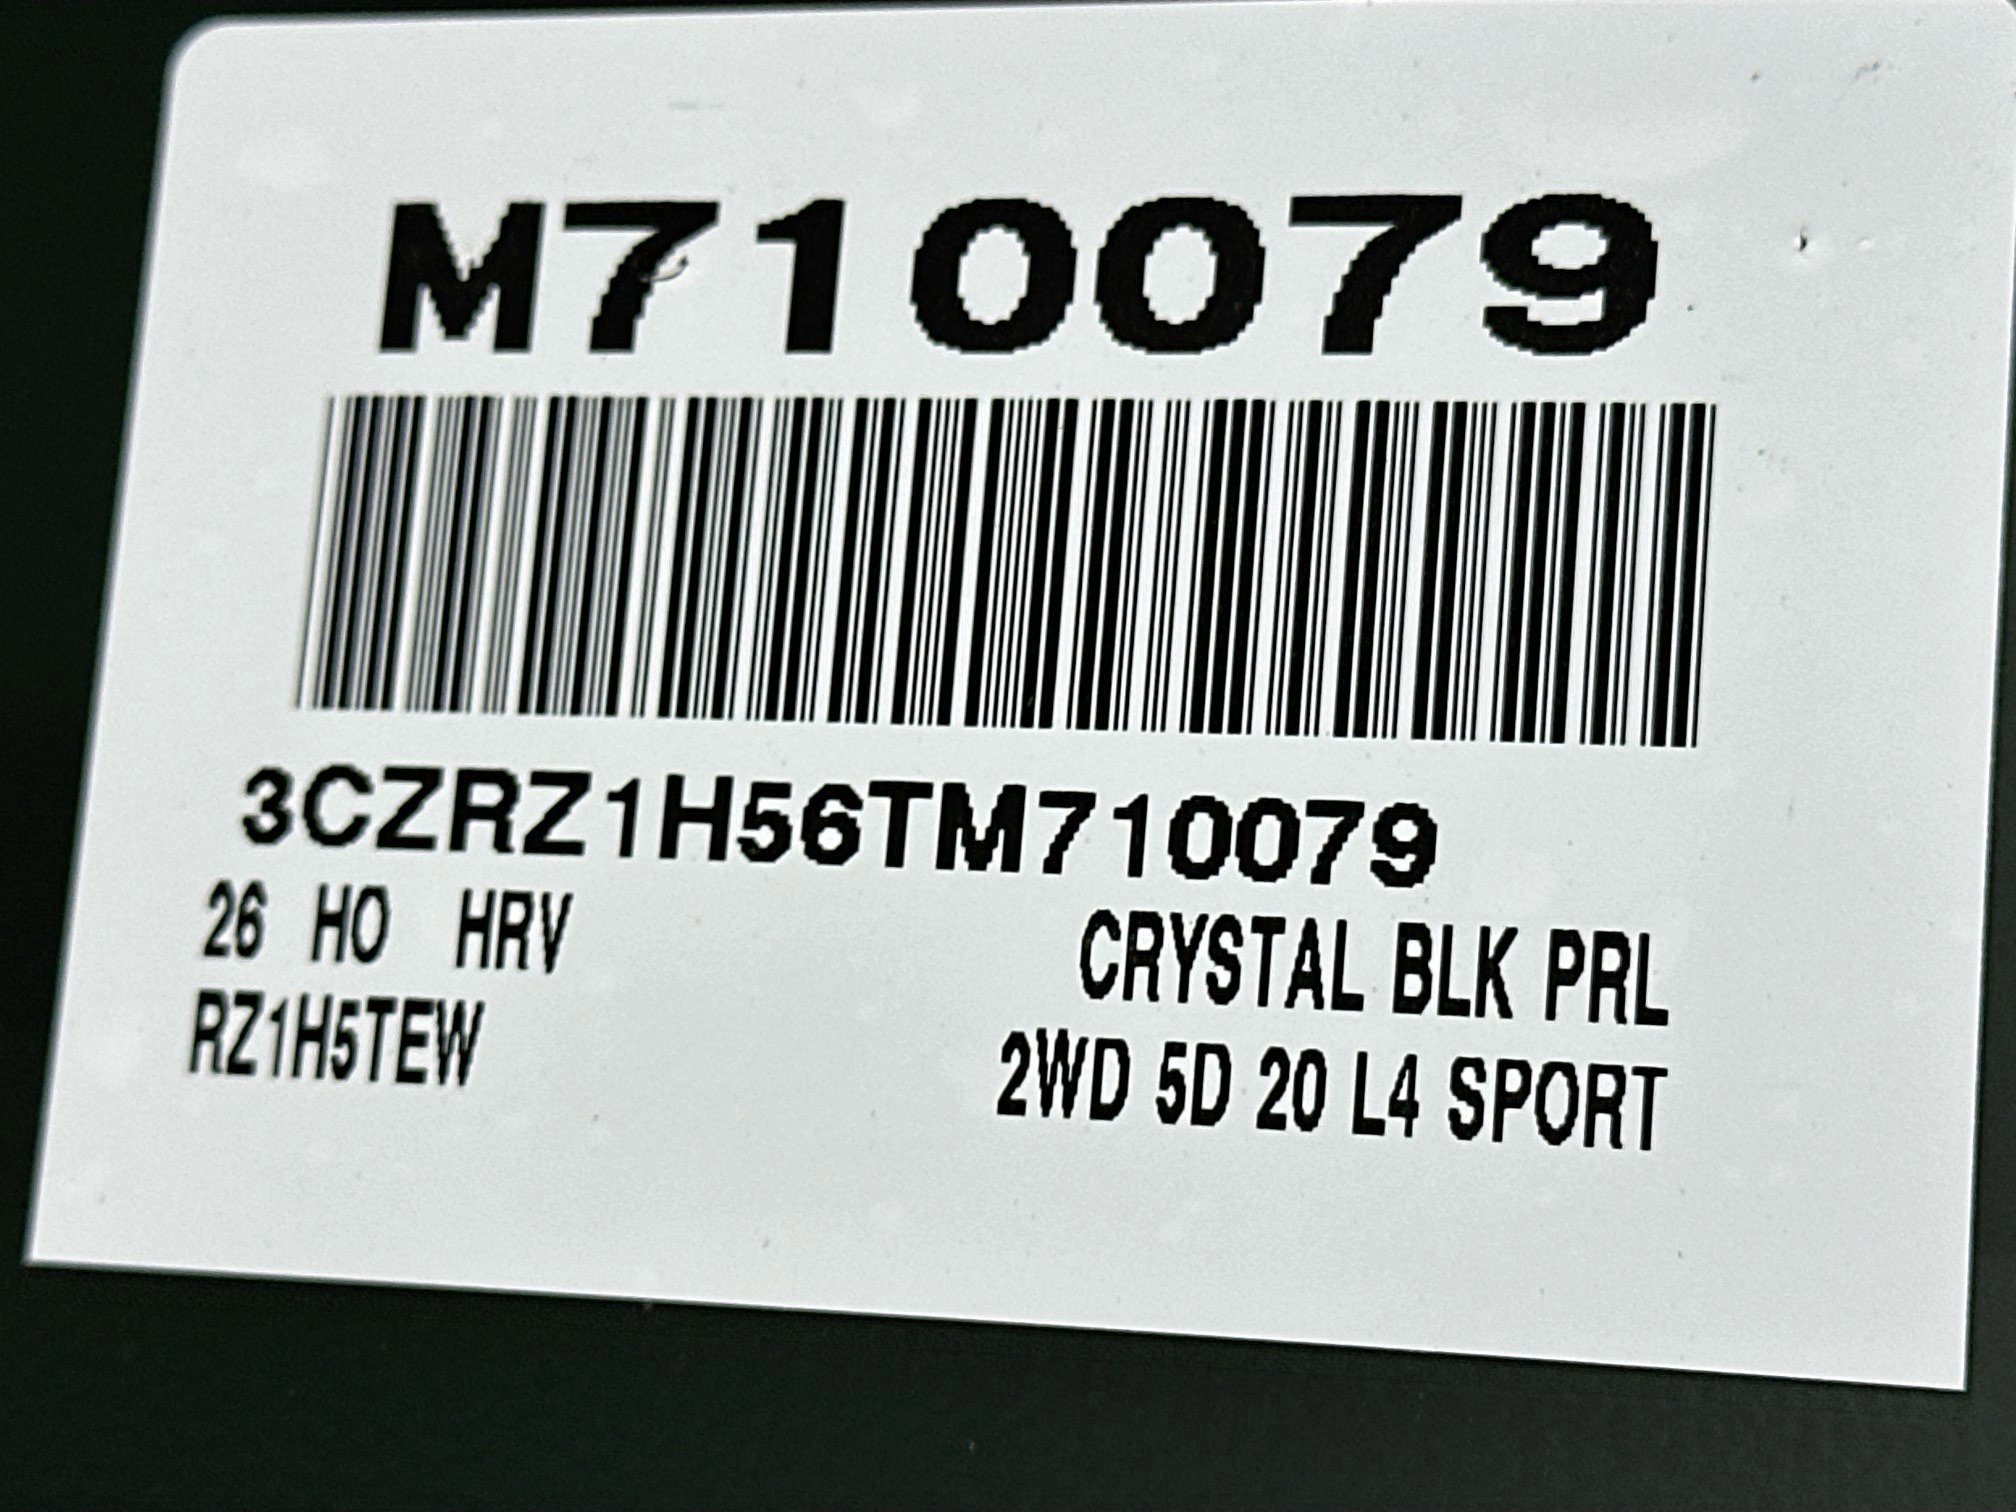 M710079
3CZRZ1H56TM710079
26 HO HRV
CRYSTAL BLK PRL
RZ1H5TEW
2WD 5D 20 L4 SPORT